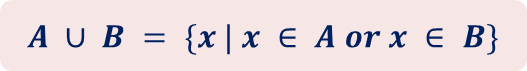 A ∪ B = {x | x ∈ A or x ∈ B}